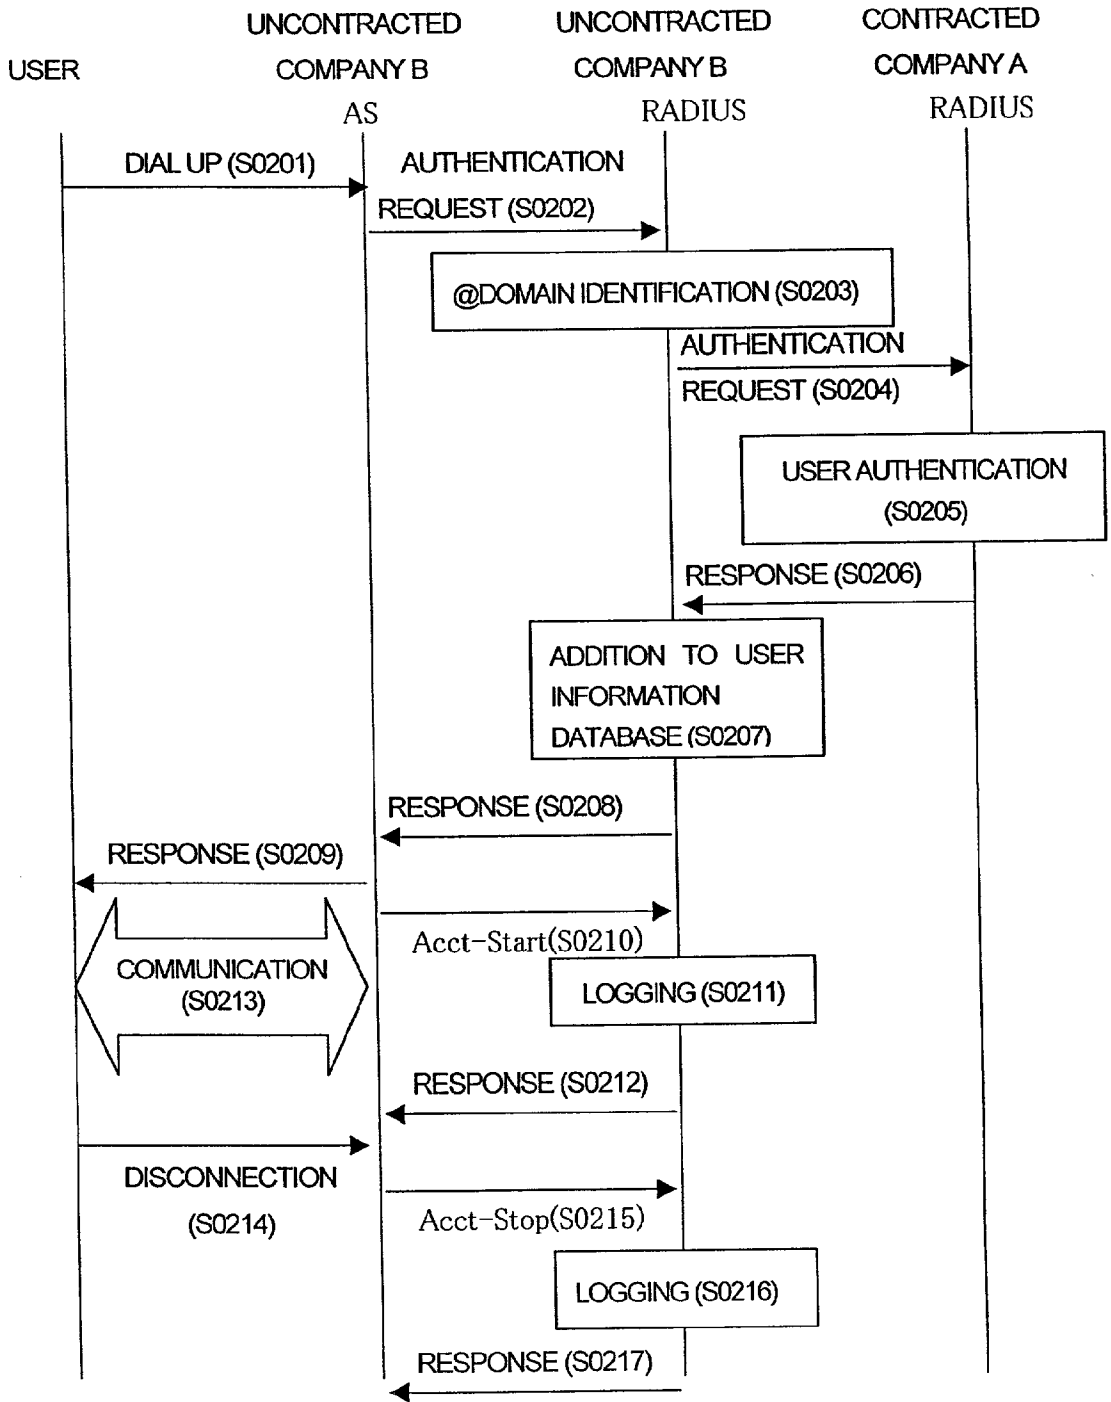 USER
UNCONTRACTED
COMPANY B
AS
UNCONTRACTED
COMPANY B
RADIUS
CONTRACTED
COMPANY A
RADIUS
DIAL UP (S0201)
AUTHENTICATION
REQUEST (S0202)
@DOMAIN IDENTIFICATION (S0203)
AUTHENTICATION
REQUEST (S0204)
USER AUTHENTICATION
(S0205)
RESPONSE (S0206)
ADDITION TO USER
INFORMATION
DATABASE (S0207)
RESPONSE (S0208)
RESPONSE (S0209)
Acct-Start(S0210)
COMMUNICATION
(S0213)
LOGGING (S0211)
RESPONSE (S0212)
DISCONNECTION
(S0214)
Acct-Stop(S0215)
LOGGING (S0216)
RESPONSE (S0217)